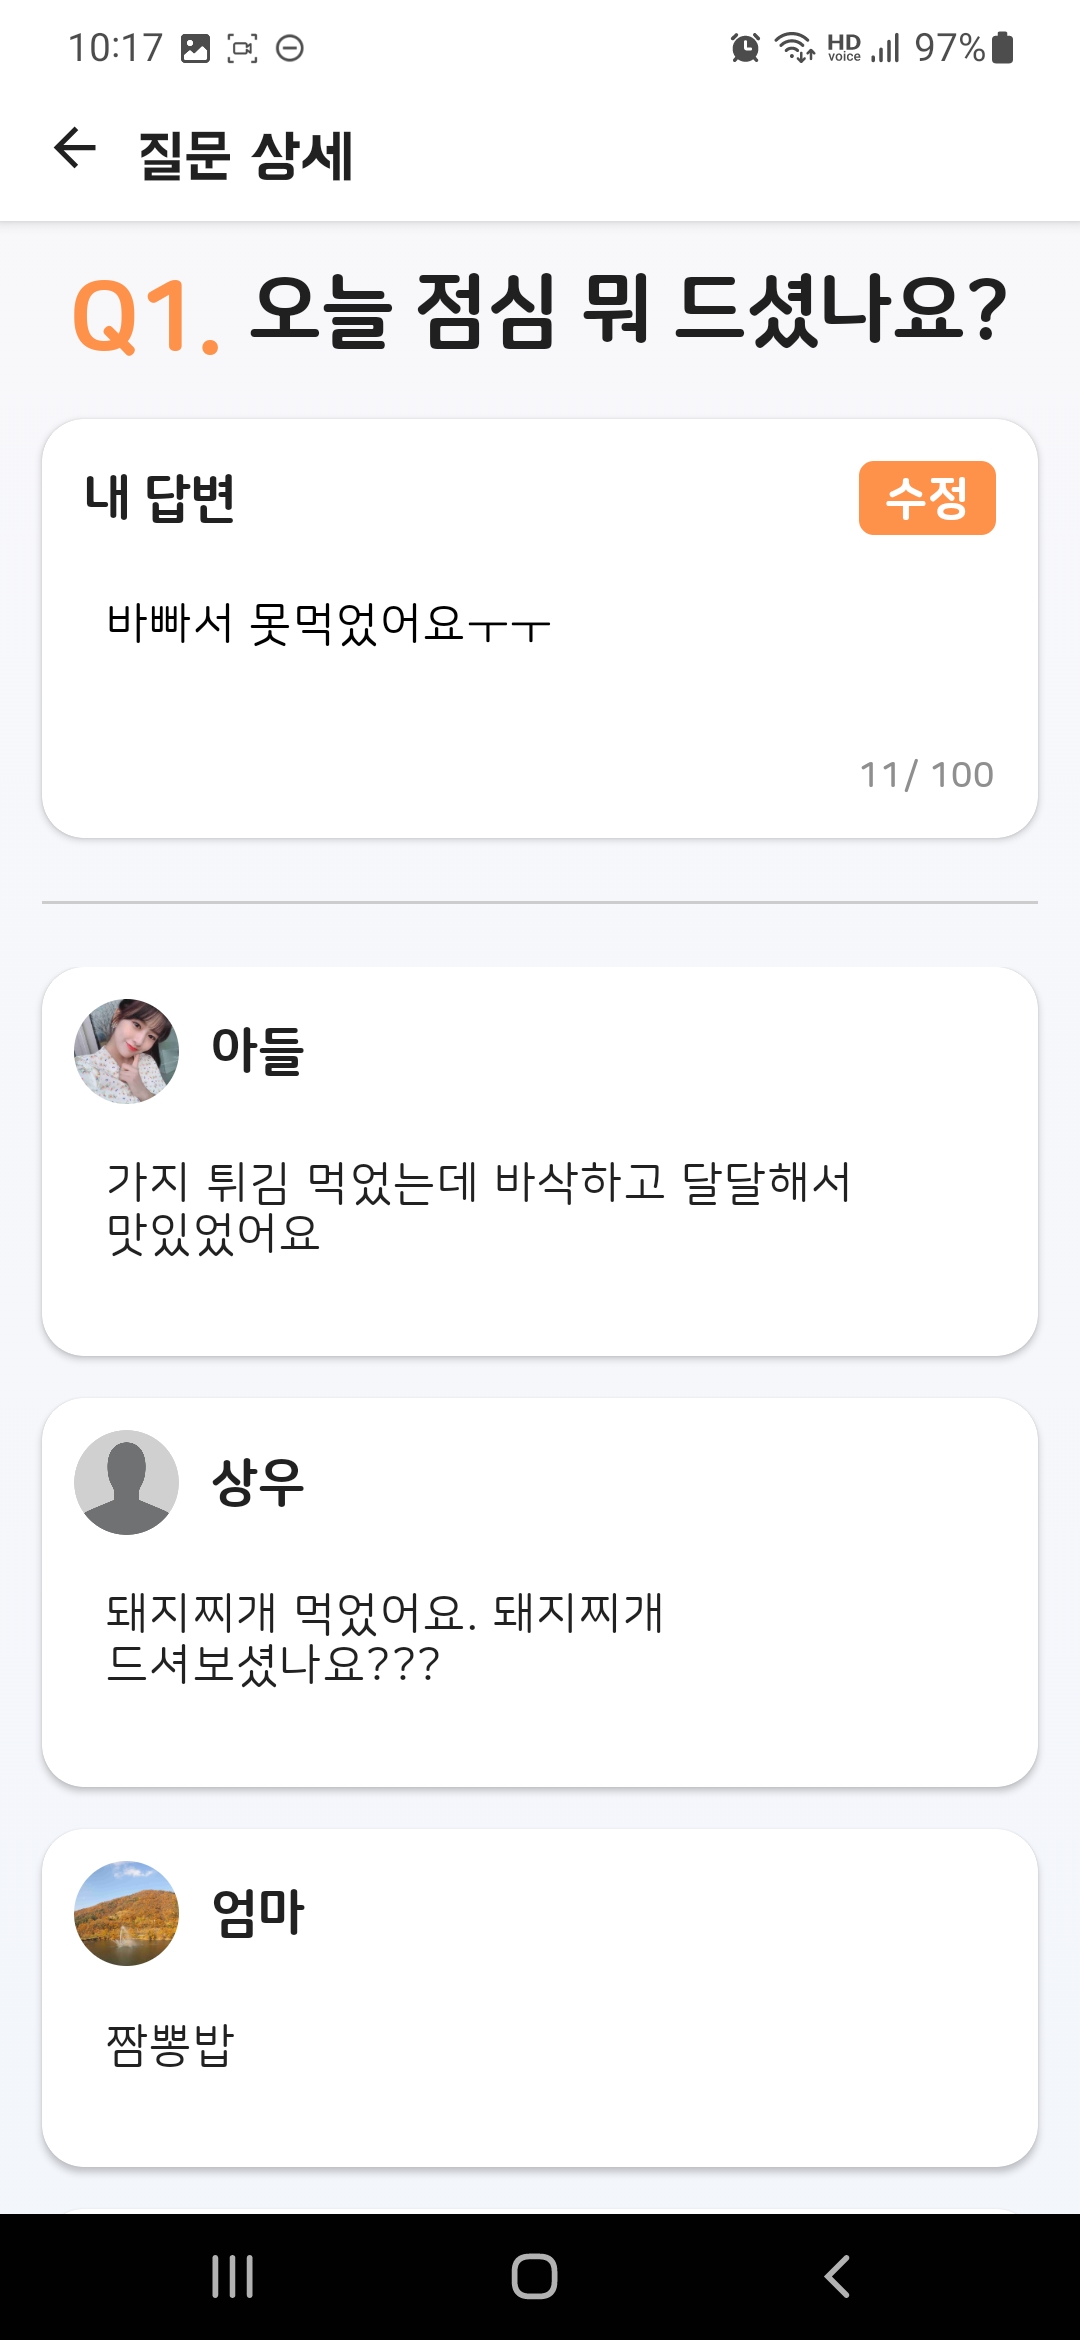 10:17 HD voice 97%
질문 상세
Q1. 오늘 점심 뭐 드셨나요?
내 답변
수정
바빠서 못먹었어요ㅜㅜ
11/ 100
아들
가지 튀김 먹었는데 바삭하고 달달해서
맛있었어요
상우
돼지찌개 먹었어요. 돼지찌개
드셔보셨나요???
엄마
짬뽕밥